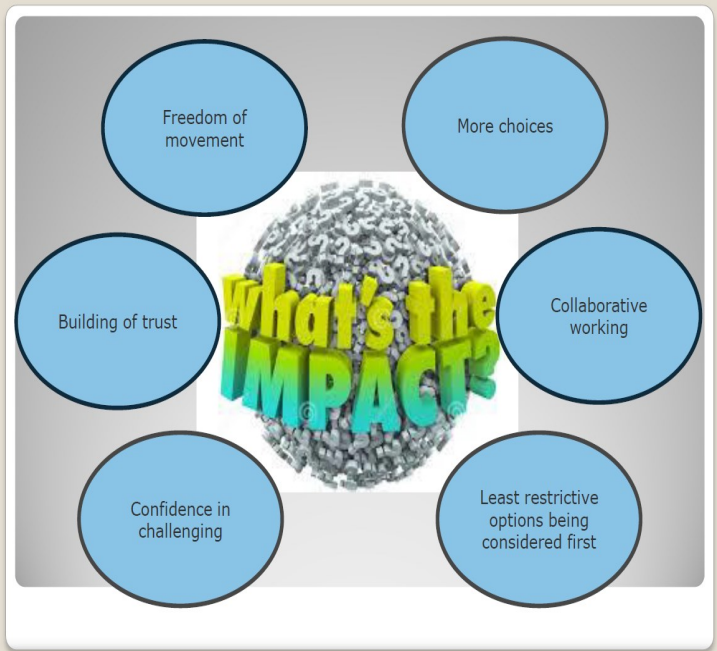 Freedom of
movement
More choices
what's the
IMPACT?
Building of trust
Collaborative
working
Confidence in
challenging
Least restrictive
options being
considered first